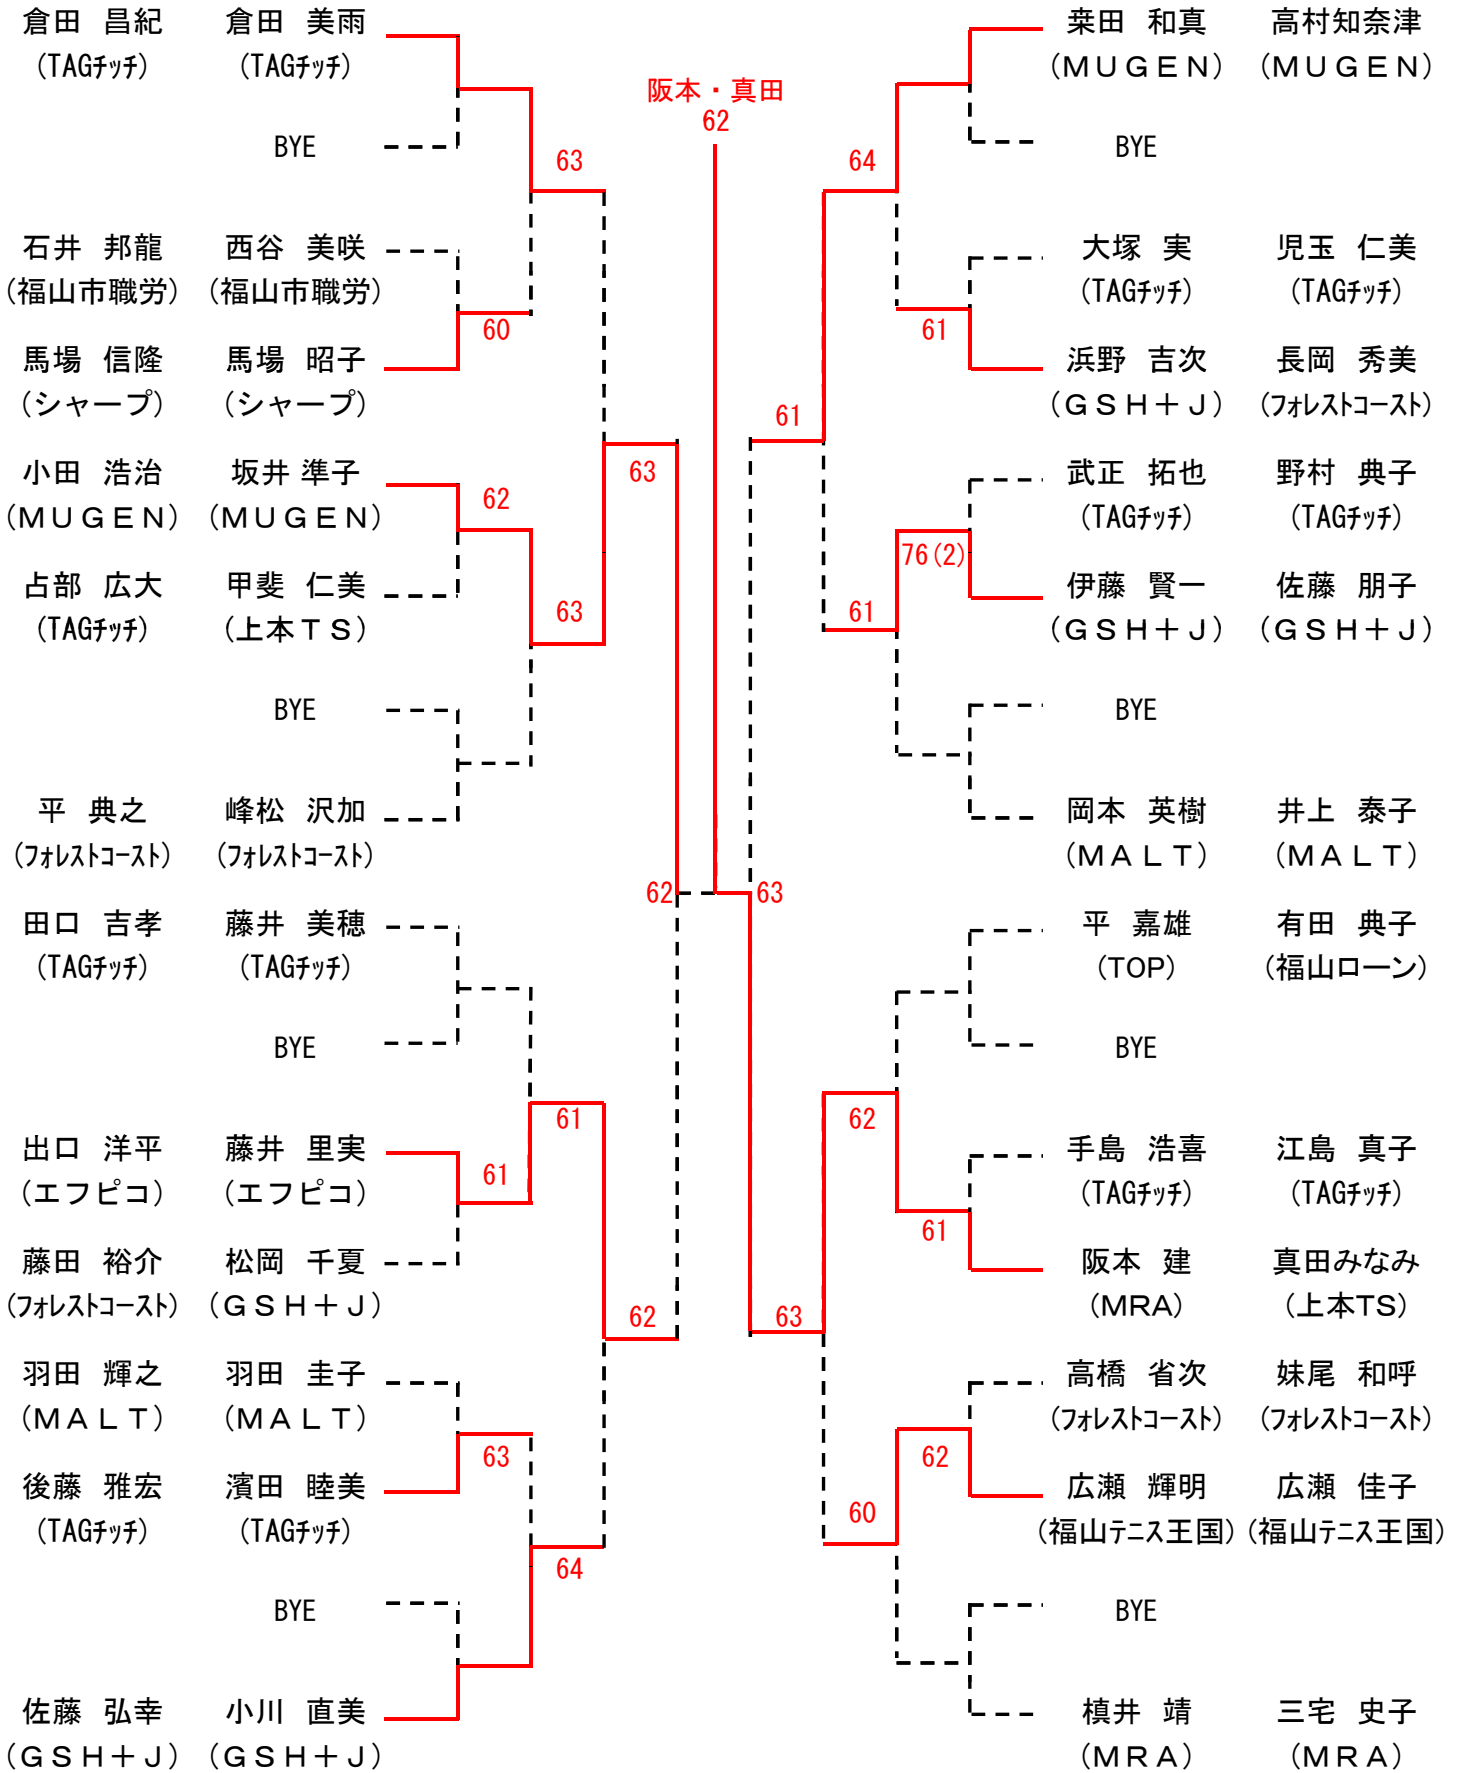 倉田 昌紀 倉田 美雨
(TAGチッチ) (TAGチッチ)
BYE
63
石井 邦龍 西谷 美咲
(福山市職労) (福山市職労)
60
馬場 信隆 馬場 昭子
(シャープ) (シャープ)
小田 浩治 坂井 準子
(ＭＵＧＥＮ) (ＭＵＧＥＮ)
62
63
占部 広大 甲斐 仁美
(TAGチッチ) (上本ＴＳ)
63
BYE
平 典之 峰松 沢加
(フォレストコースト) (フォレストコースト)
62
田口 吉孝 藤井 美穂
(TAGチッチ) (TAGチッチ)
BYE
61
出口 洋平 藤井 里実
(エフピコ) (エフピコ)
61
藤田 裕介 松岡 千夏
(フォレストコースト) (ＧＳＨ＋Ｊ)
62
羽田 輝之 羽田 圭子
(ＭＡＬＴ) (ＭＡＬＴ)
63
後藤 雅宏 濱田 睦美
(TAGチッチ) (TAGチッチ)
64
BYE
佐藤 弘幸 小川 直美
(ＧＳＨ＋Ｊ) (ＧＳＨ＋Ｊ)
阪本・真田
62
桒田 和真 高村知奈津
(ＭＵＧＥＮ) (ＭＵＧＥＮ)
BYE
64
大塚 実 児玉 仁美
(TAGチッチ) (TAGチッチ)
61
浜野 吉次 長岡 秀美
(ＧＳＨ＋Ｊ) (フォレストコースト)
61
武正 拓也 野村 典子
(TAGチッチ) (TAGチッチ)
76(2)
伊藤 賢一 佐藤 朋子
(ＧＳＨ＋Ｊ) (ＧＳＨ＋Ｊ)
61
BYE
岡本 英樹 井上 泰子
(ＭＡＬＴ) (ＭＡＬＴ)
63
平 嘉雄 有田 典子
(TOP) (福山ローン)
BYE
62
手島 浩喜 江島 真子
(TAGチッチ) (TAGチッチ)
61
阪本 建 真田みなみ
(MRA) (上本TS)
63
高橋 省次 妹尾 和呼
(フォレストコースト) (フォレストコースト)
62
広瀬 輝明 広瀬 佳子
(福山テニス王国) (福山テニス王国)
60
BYE
槙井 靖 三宅 史子
(ＭＲＡ) (ＭＲＡ)